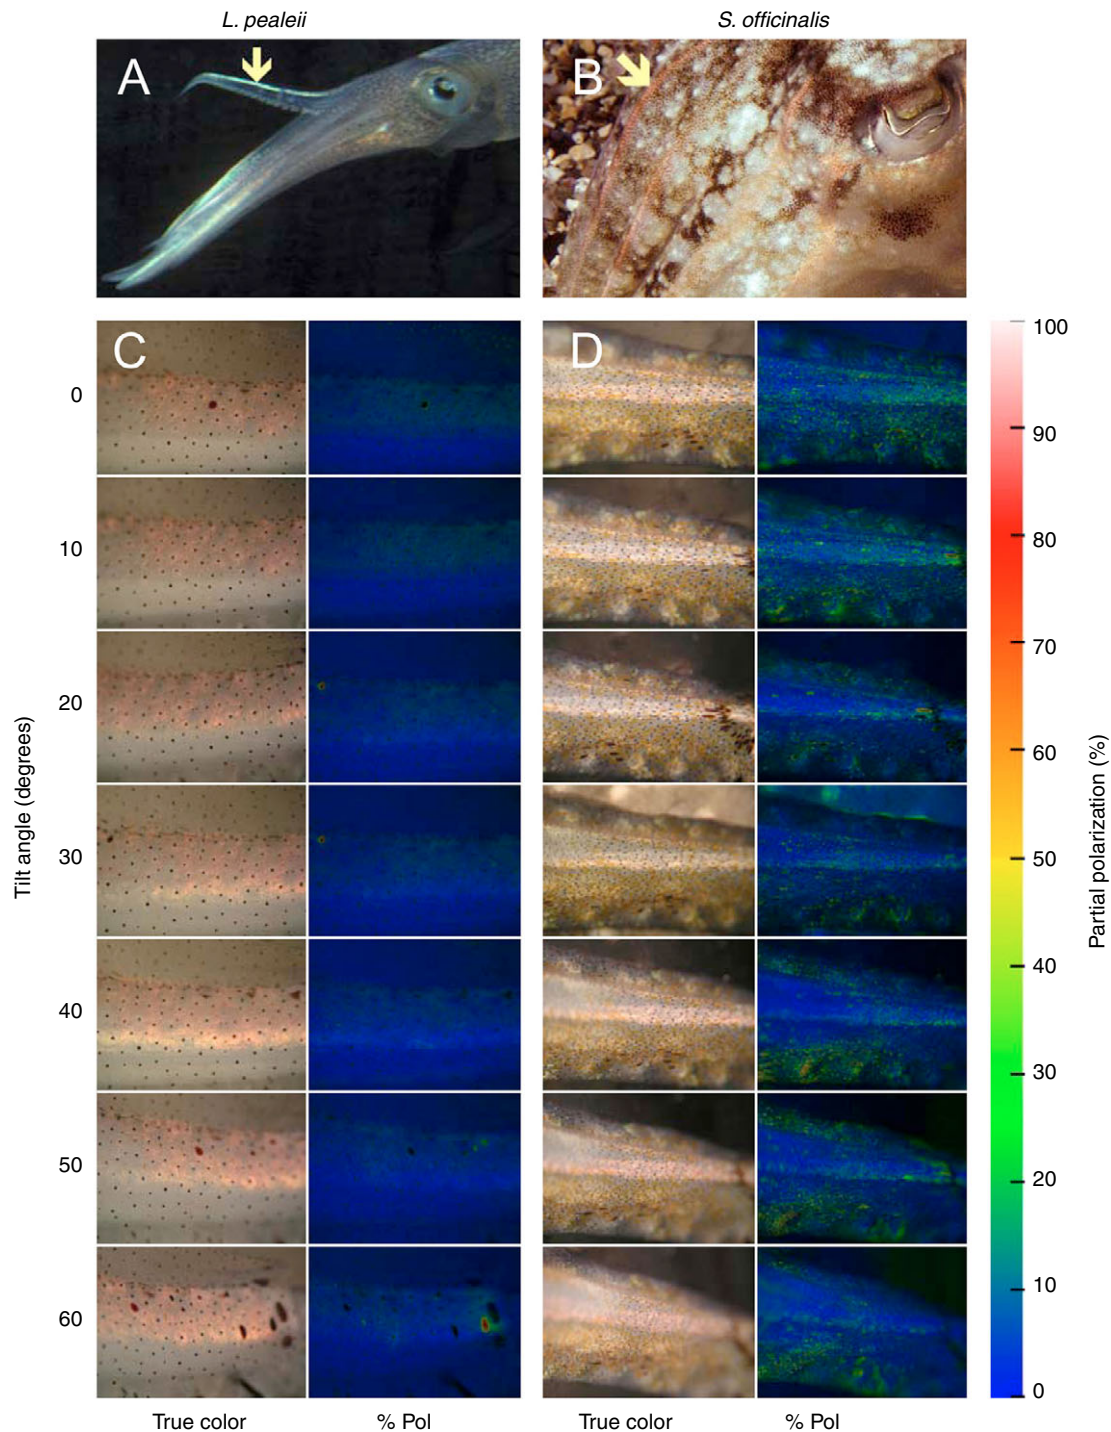 L. pealeii
S. officinalis
A
B
C
D
0
10
20
30
40
50
60
Tilt angle (degrees)
100
90
80
70
60
50
40
30
20
10
0
Partial polarization (%)
True color
% Pol
True color
% Pol